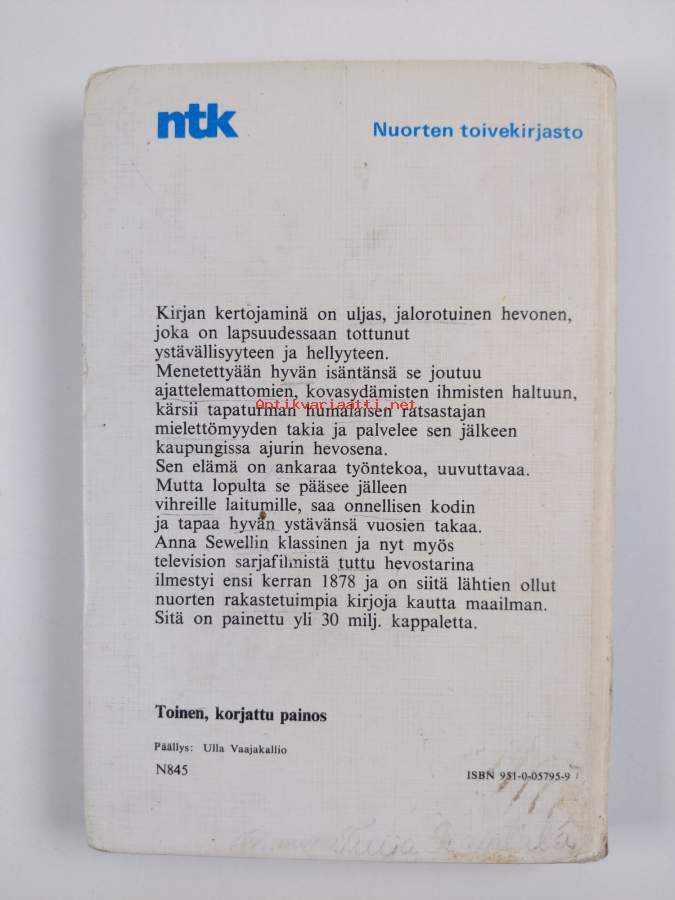 ntk
Nuorten toivekirjasto
Kirjan kertojaminä on uljas, jalorotuinen hevonen,
joka on lapsuudessaan tottunut
ystävällisyyteen ja hellyyteen.
Menetettyään hyvän isäntänsä se joutuu
ajattelemattomien, kovasydämisten ihmisten haltuun,
Antikvariaatti.net
kärsii tapaturman humalaisen ratsastajan
mielettömyyden takia ja palvelee sen jälkeen
kaupungissa ajurin hevosena.
Sen elämä on ankaraa työntekoa, uuvuttavaa.
Mutta lopulta se pääsee jälleen
vihreille laitumille, saa onnellisen kodin
ja tapaa hyvän ystävänsä vuosien takaa.
Anna Sewellin klassinen ja nyt myös
television sarjafilmistä tuttu hevostarina
ilmestyi ensi kerran 1878 ja on siitä lähtien ollut
nuorten rakastetuimpia kirjoja kautta maailman.
Sitä on painettu yli 30 milj. kappaletta.
Toinen, korjattu painos
Päällys: Ulla Vaajakallio
N845
ISBN 951-0-05795-9